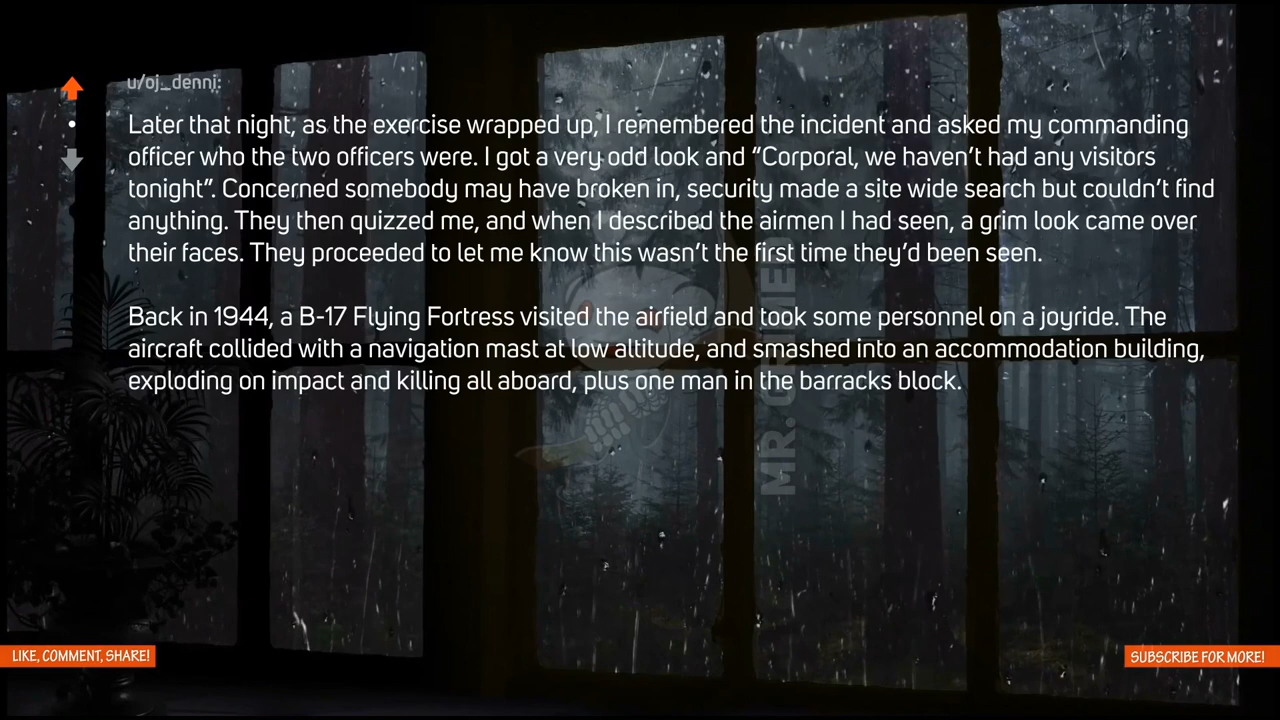 u/oj_denni:
Later that night, as the exercise wrapped up, I remembered the incident and asked my commanding
officer who the two officers were. I got a very odd look and “Corporal, we haven’t had any visitors
tonight”. Concerned somebody may have broken in, security made a site wide search but couldn’t find
anything. They then quizzed me, and when I described the airmen I had seen, a grim look came over
their faces. They proceeded to let me know this wasn’t the first time they’d been seen.
Back in 1944, a B-17 Flying Fortress visited the airfield and took some personnel on a joyride. The
aircraft collided with a navigation mast at low altitude, and smashed into an accommodation building,
exploding on impact and killing all aboard, plus one man in the barracks block.
MR. GRIMET
LIKE, COMMENT, SHARE!
SUBSCRIBE FOR MORE!